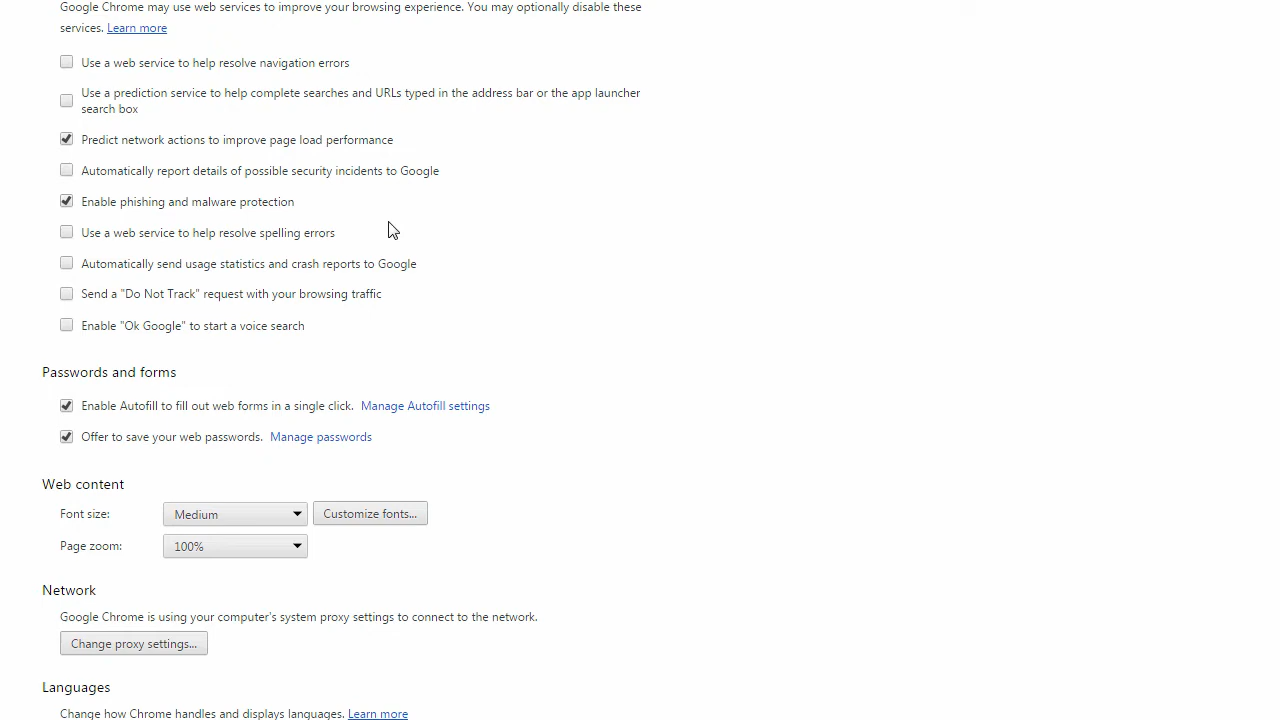 Google Chrome may use web services to improve your browsing experience. You may optionally disable these
services. Learn more
Use a web service to help resolve navigation errors
Use a prediction service to help complete searches and URLs typed in the address bar or the app launcher
search box
Predict network actions to improve page load performance
Automatically report details of possible security incidents to Google
Enable phishing and malware protection
Use a web service to help resolve spelling errors
Automatically send usage statistics and crash reports to Google
Send a "Do Not Track" request with your browsing traffic
Enable "Ok Google" to start a voice search
Passwords and forms
Enable Autofill to fill out web forms in a single click. Manage Autofill settings
Offer to save your web passwords. Manage passwords
Web content
Font size: Medium Customize fonts...
Page zoom: 100%
Network
Google Chrome is using your computer's system proxy settings to connect to the network.
Change proxy settings...
Languages
Change how Chrome handles and displays languages. Learn more